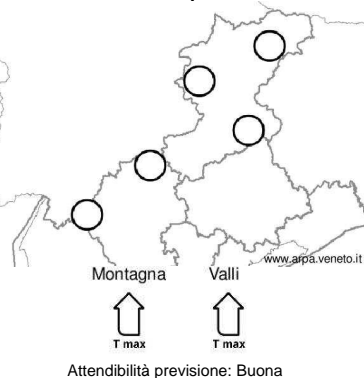 www.arpa.veneto.it
Montagna Valli
T max T max
Attendibilità previsione: Buona